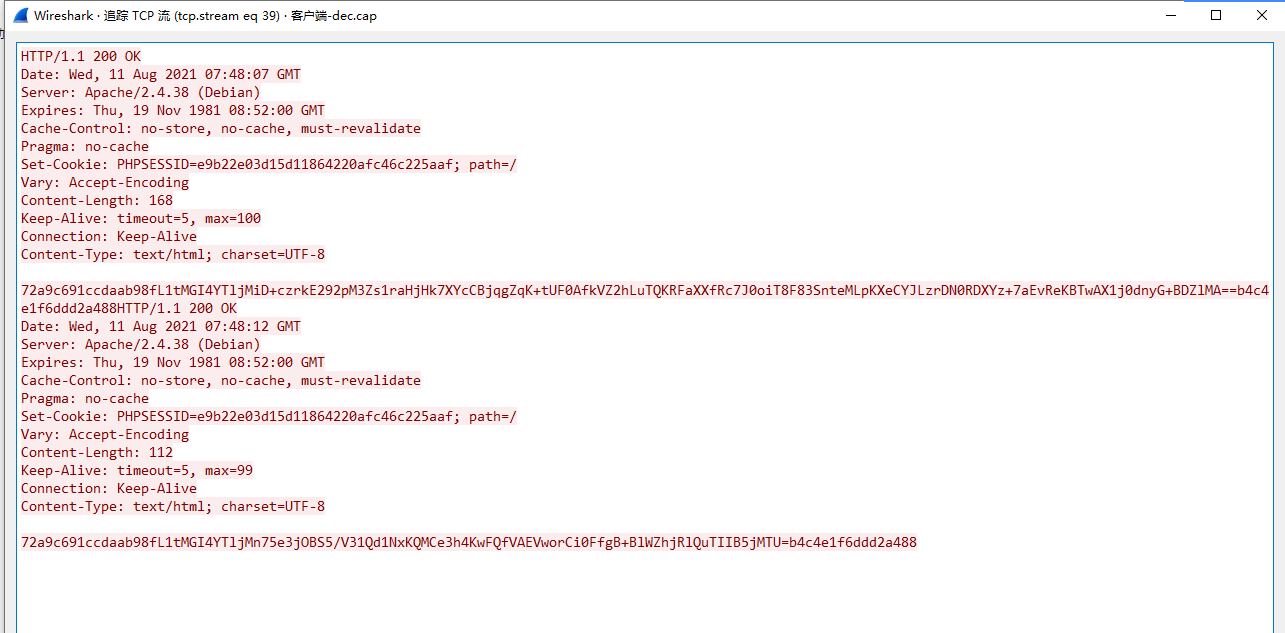 Wireshark · 追踪 TCP 流 (tcp.stream eq 39) · 客户端-dec.cap
HTTP/1.1 200 OK
Date: Wed, 11 Aug 2021 07:48:07 GMT
Server: Apache/2.4.38 (Debian)
Expires: Thu, 19 Nov 1981 08:52:00 GMT
Cache-Control: no-store, no-cache, must-revalidate
Pragma: no-cache
Set-Cookie: PHPSESSID=e9b22e03d15d11864220afc46c225aaf; path=/
Vary: Accept-Encoding
Content-Length: 168
Keep-Alive: timeout=5, max=100
Connection: Keep-Alive
Content-Type: text/html; charset=UTF-8
72a9c691ccdaab98fL1tMGI4YTljMiD+czrkE292pM3Zs1raHjHk7XYcCBjqgZqK+tUF0AfkVZ2hLuTQKRFaXXfRc7J0oiT8F83SnteMLpKXeCYJLzrDN0RDXYz+7aEvReKBTwAX1j0dnyG+BDZlMA==b4c4
e1f6ddd2a488HTTP/1.1 200 OK
Date: Wed, 11 Aug 2021 07:48:12 GMT
Server: Apache/2.4.38 (Debian)
Expires: Thu, 19 Nov 1981 08:52:00 GMT
Cache-Control: no-store, no-cache, must-revalidate
Pragma: no-cache
Set-Cookie: PHPSESSID=e9b22e03d15d11864220afc46c225aaf; path=/
Vary: Accept-Encoding
Content-Length: 112
Keep-Alive: timeout=5, max=99
Connection: Keep-Alive
Content-Type: text/html; charset=UTF-8
72a9c691ccdaab98fL1tMGI4YTljMn75e3jOBS5/V31Qd1NxKQMCe3h4KwFQfVAEVworCi0FfgB+BlWZhjRlQuTIIB5jMTU=b4c4e1f6ddd2a488